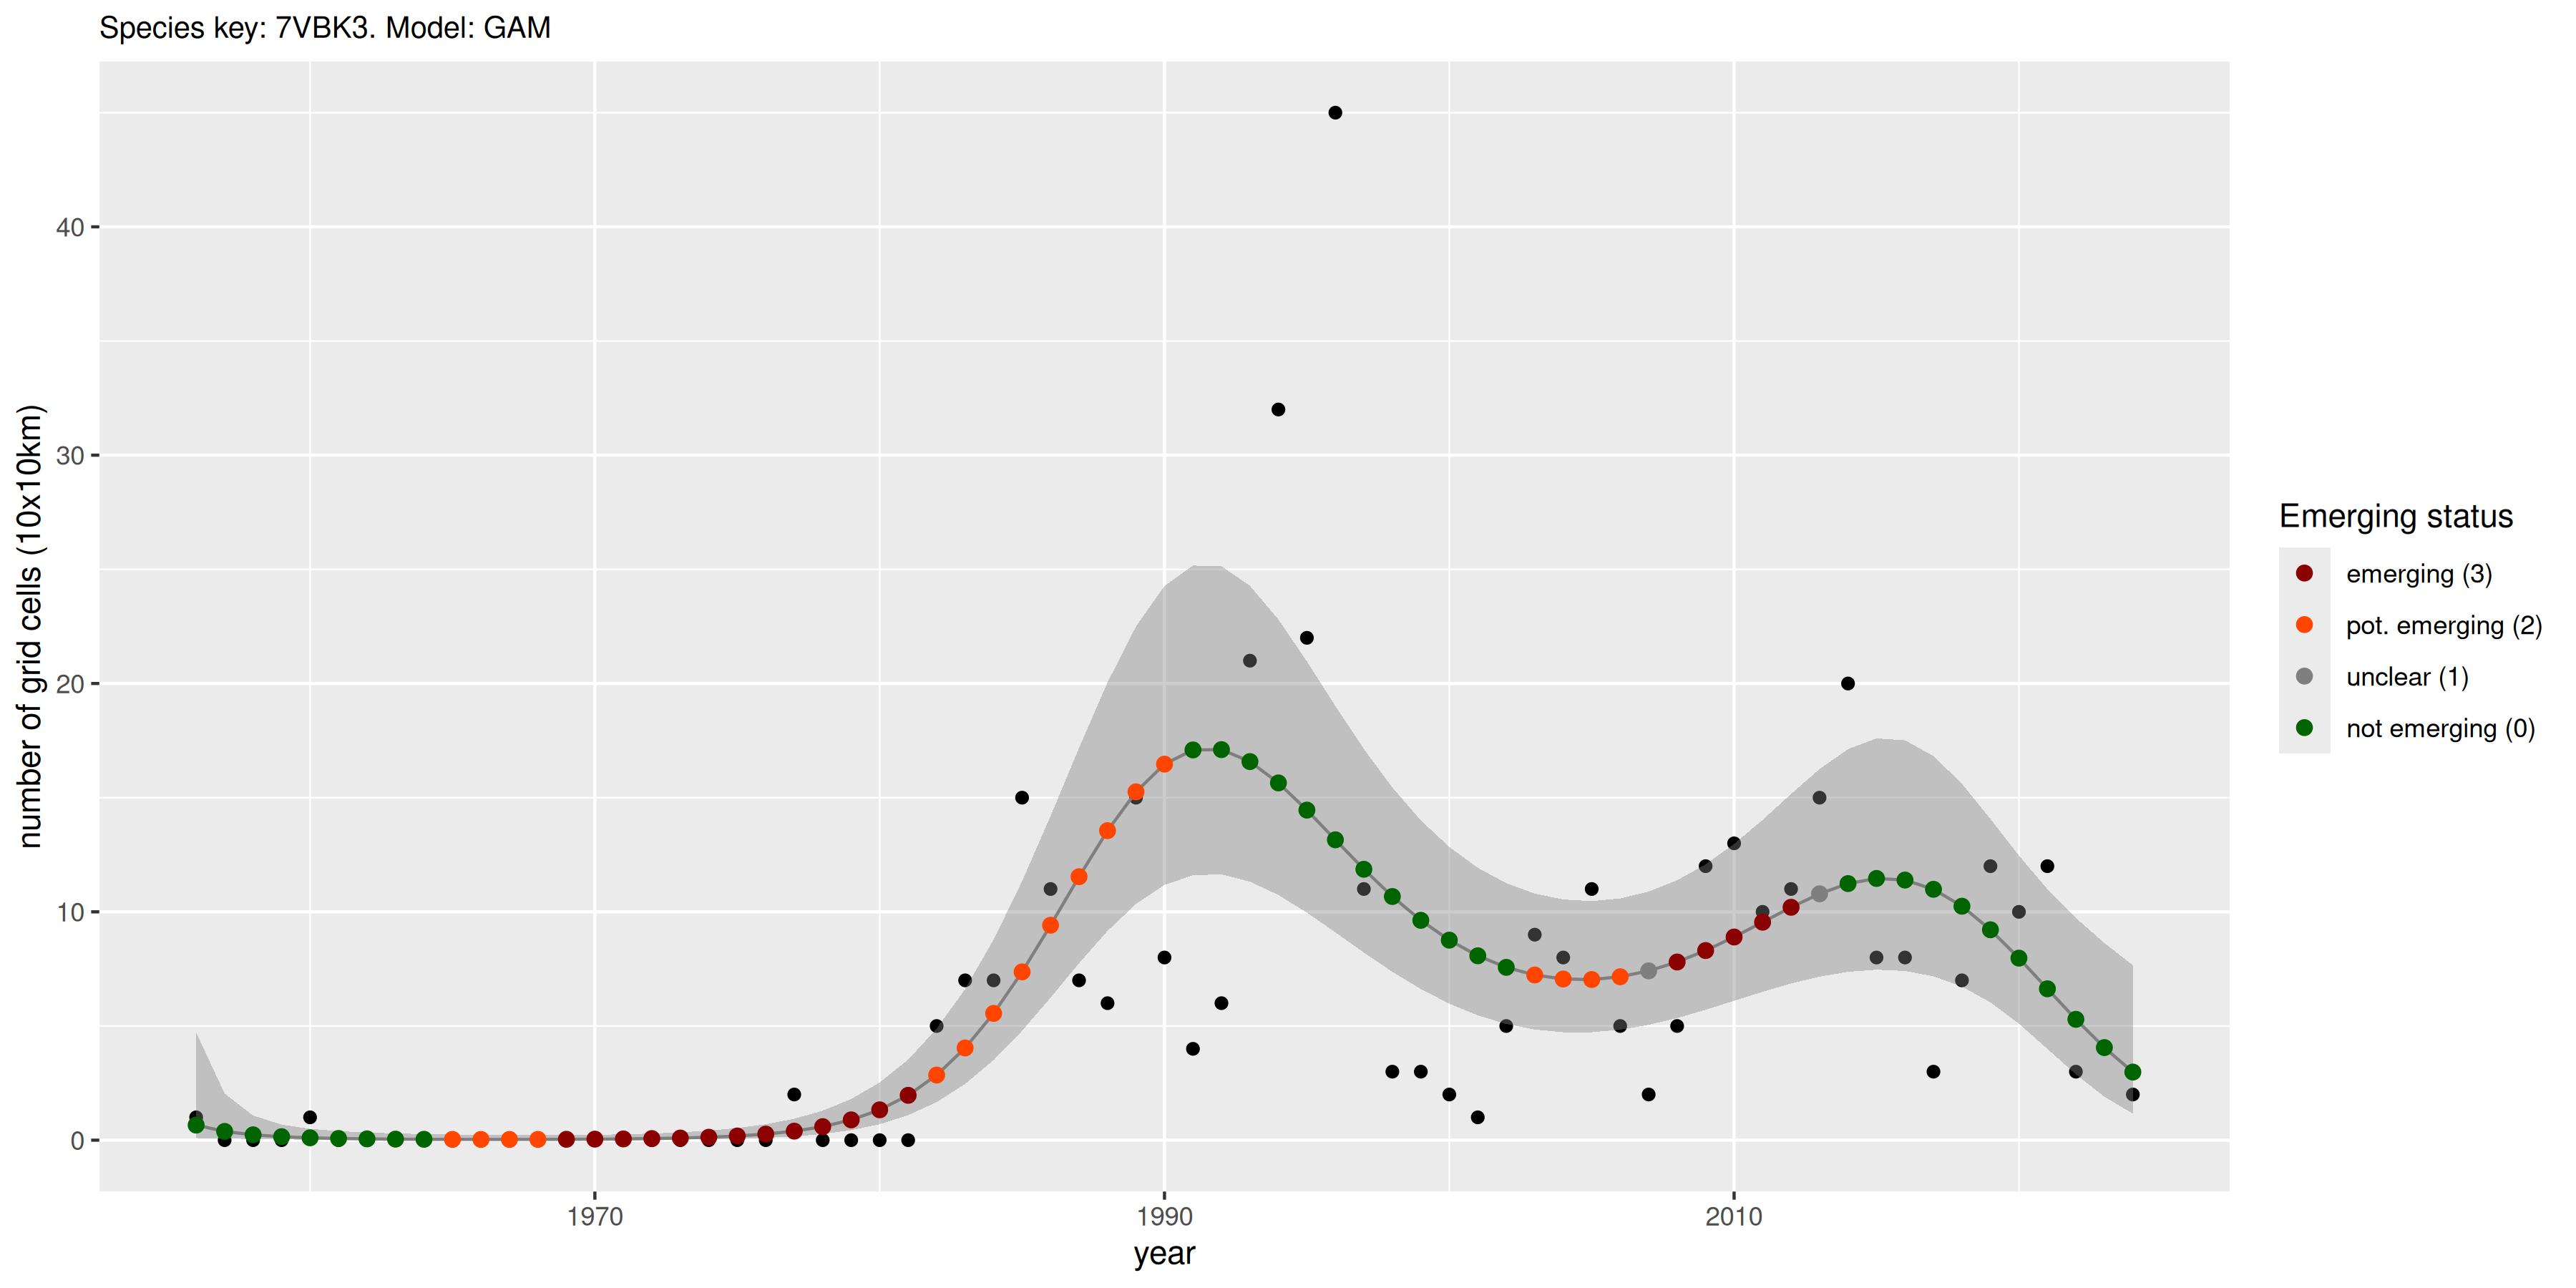 Species key: 7VBK3. Model: GAM
number of grid cells (10x10km)
40
30
20
10
0
1970
1990
2010
year
Emerging status
emerging (3)
pot. emerging (2)
unclear (1)
not emerging (0)